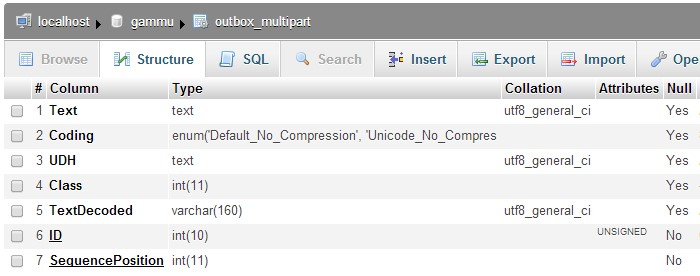 localhost gammu outbox_multipart
Browse Structure SQL Search Insert Export Import Ope
# Column Type Collation Attributes Null
1 Text text utf8_general_ci Yes
2 Coding enum('Default_No_Compression', 'Unicode_No_Compres Yes
3 UDH text utf8_general_ci Yes
4 Class int(11) Yes
5 TextDecoded varchar(160) utf8_general_ci Yes
6 ID int(10) UNSIGNED No
7 SequencePosition int(11) No